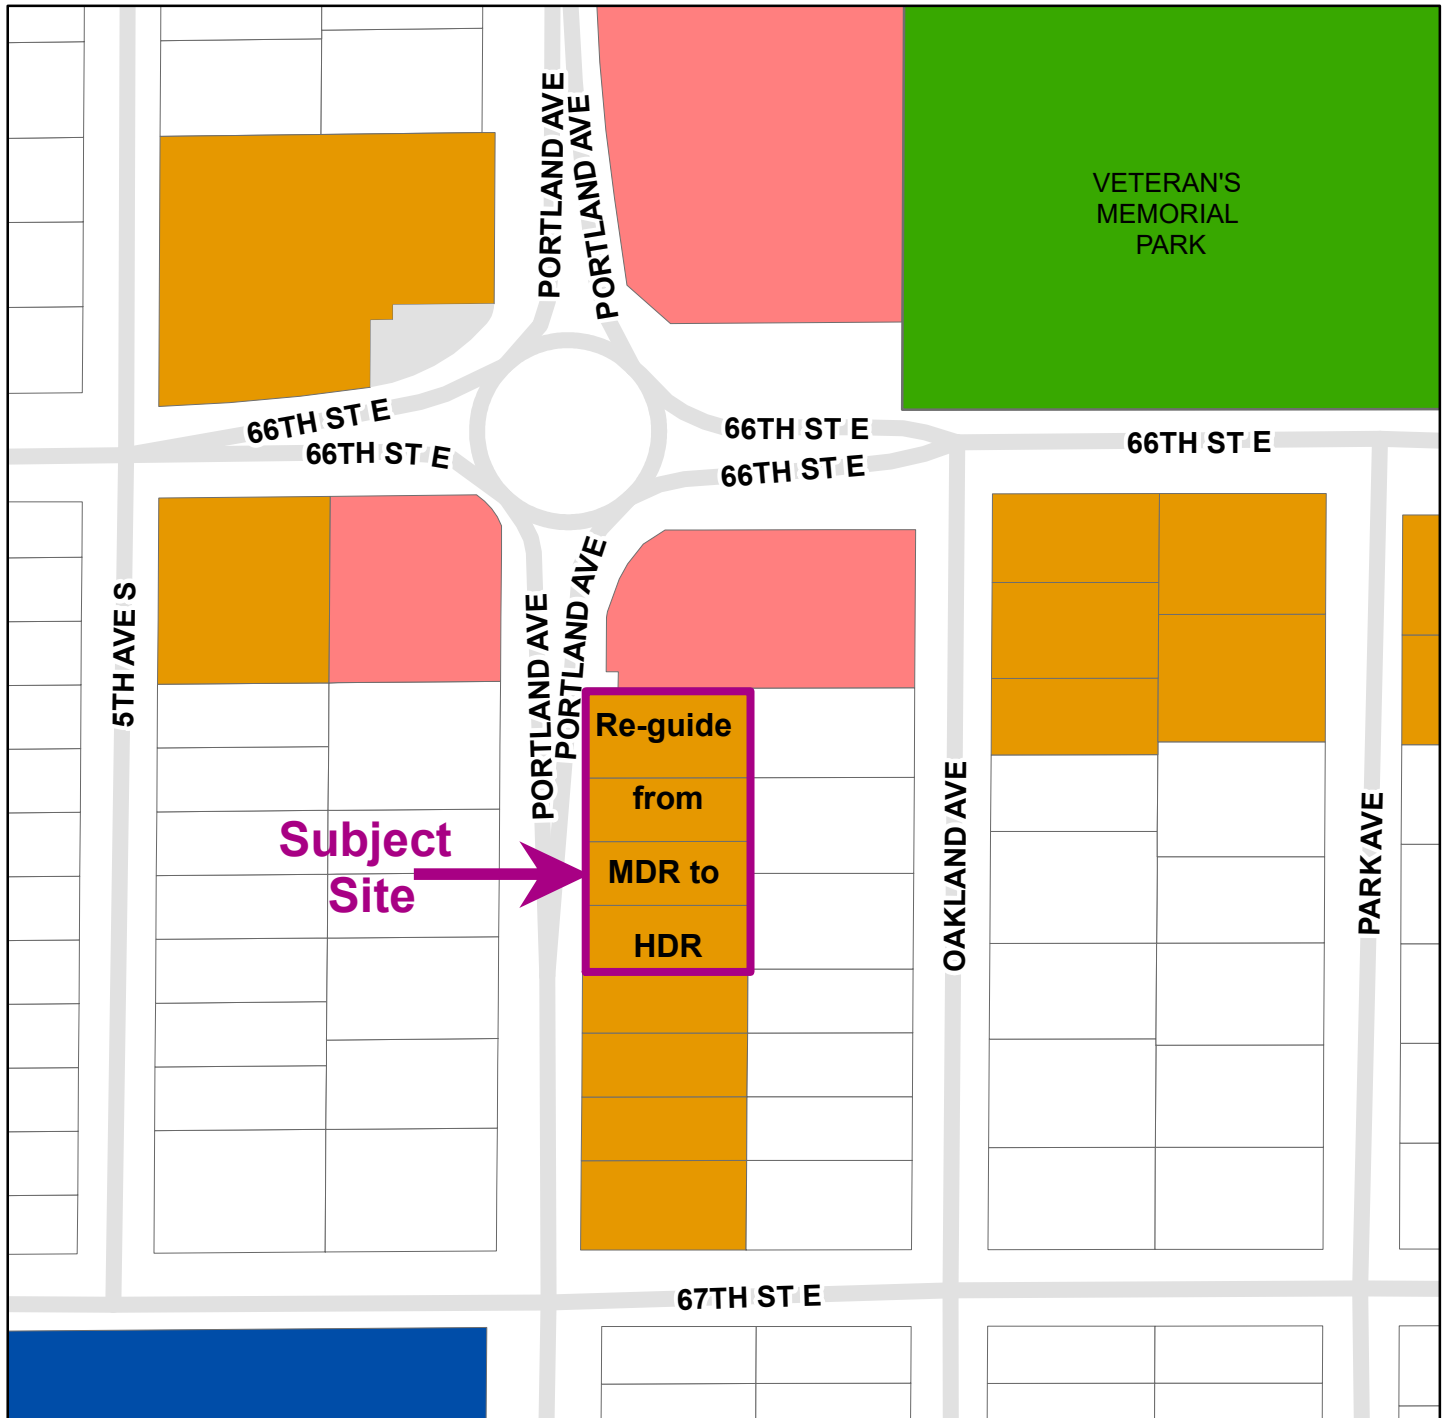 PORTLAND AVE
PORTLAND AVE
VETERAN'S
MEMORIAL
PARK
66TH ST E
66TH ST E
66TH ST E
66TH ST E
66TH ST E
5TH AVE S
PORTLAND AVE
PORTLAND AVE
Re-guide
from
MDR to
HDR
Subject
Site
OAKLAND AVE
PARK AVE
67TH ST E